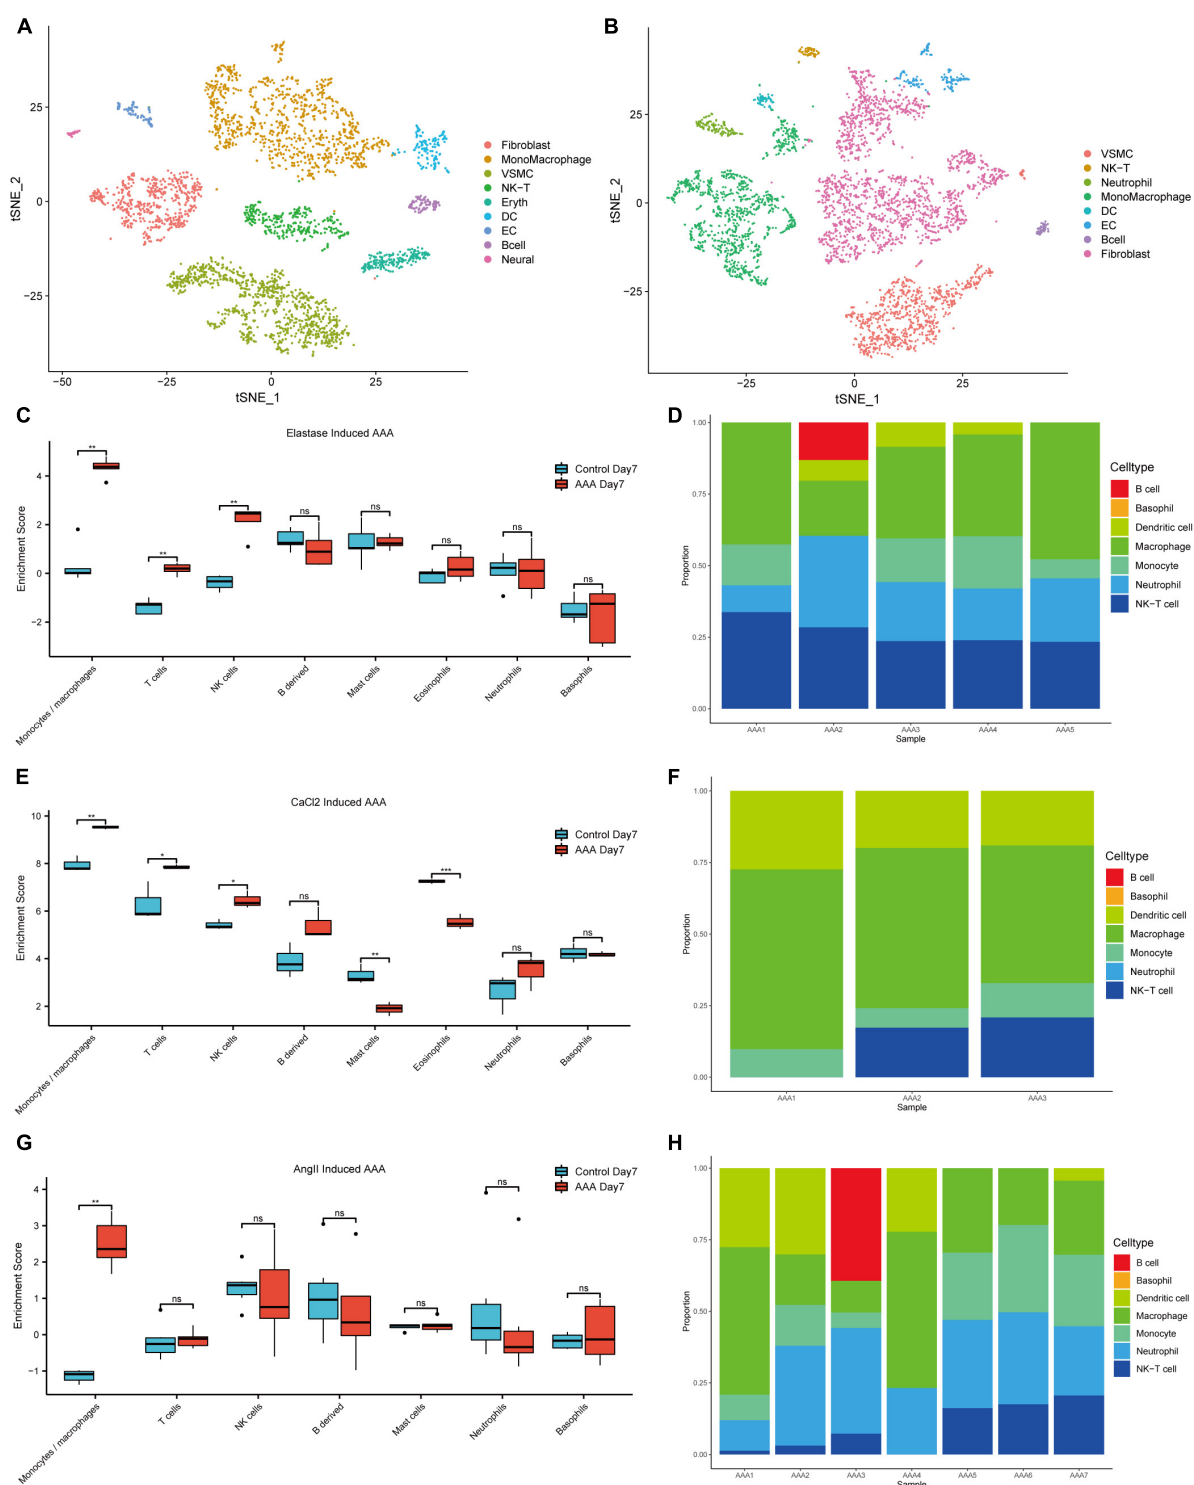 A
tSNE_2
25
0
−25
−50
−25
0
25
tSNE_1
Fibroblast
MonoMacrophage
VSMC
NK−T
Eryth
DC
EC
Bcell
Neural
B
tSNE_2
25
0
−25
−25
0
25
tSNE_1
VSMC
NK−T
Neutrophil
MonoMacrophage
DC
EC
Bcell
Fibroblast
C
Elastase Induced AAA
Enrichment Score
4
2
0
−2
**
**
**
ns
ns
ns
ns
ns
Control Day7
AAA Day7
Monocytes / macrophages
T cells
NK cells
B derived
Mast cells
Eosinophils
Neutrophils
Basophils
D
Proportion
1.00
0.75
0.50
0.25
0.00
AAA1
AAA2
AAA3
AAA4
AAA5
Sample
Celltype
B cell
Basophil
Dendritic cell
Macrophage
Monocyte
Neutrophil
NK−T cell
E
CaCl2 Induced AAA
Enrichment Score
10
8
6
4
2
**
*
*
ns
**
***
ns
ns
Control Day7
AAA Day7
Monocytes / macrophages
T cells
NK cells
B derived
Mast cells
Eosinophils
Neutrophils
Basophils
F
Proportion
1.00
0.75
0.50
0.25
0.00
AAA1
AAA2
AAA3
Sample
Celltype
B cell
Basophil
Dendritic cell
Macrophage
Monocyte
Neutrophil
NK−T cell
G
AngII Induced AAA
Enrichment Score
4
3
2
1
0
−1
**
ns
ns
ns
ns
ns
ns
Control Day7
AAA Day7
Monocytes / macrophages
T cells
NK cells
B derived
Mast cells
Neutrophils
Basophils
H
Proportion
1.00
0.75
0.50
0.25
0.00
AAA1
AAA2
AAA3
AAA4
AAA5
AAA6
AAA7
Sample
Celltype
B cell
Basophil
Dendritic cell
Macrophage
Monocyte
Neutrophil
NK−T cell